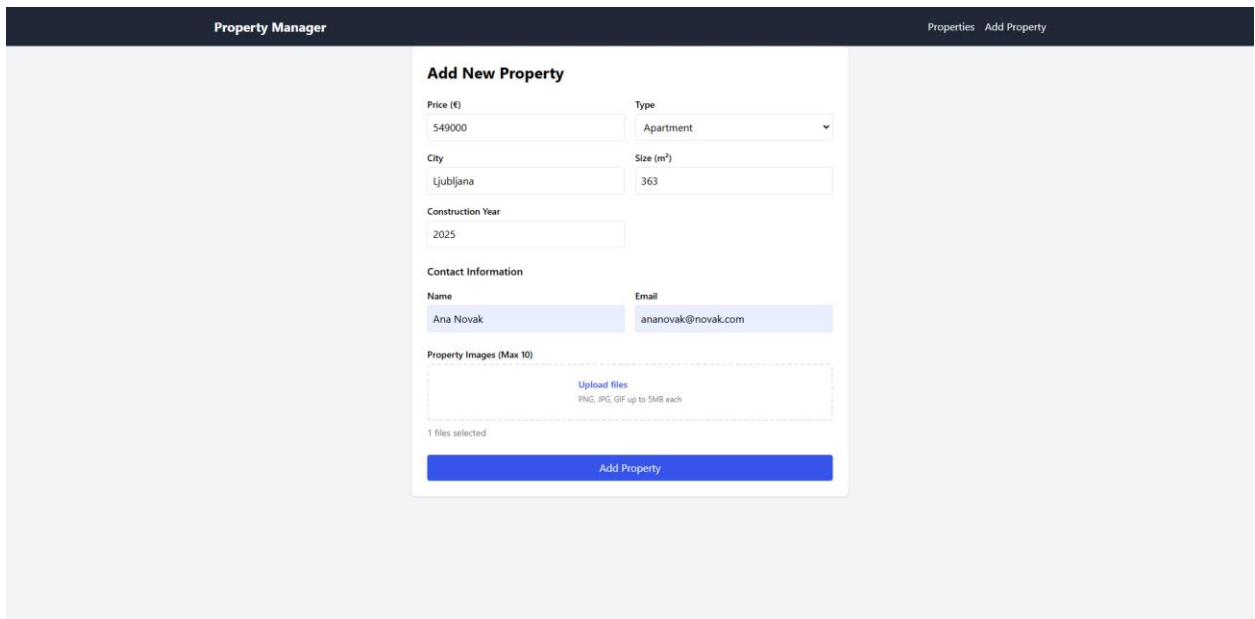 Property Manager
Properties Add Property
Add New Property
Price (€) Type
549000 Apartment
City Size (m²)
Ljubljana 363
Construction Year
2025
Contact Information
Name Email
Ana Novak ananovak@novak.com
Property Images (Max 10)
Upload files
PNG, JPG, GIF up to 5MB each
1 files selected
Add Property